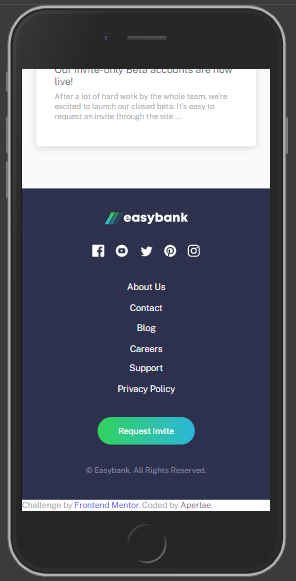 Our invite-only Beta accounts are now
live!
After a lot of hard work by the whole team, we're
excited to launch our closed beta. It's easy to
request an invite through the site ...
easybank
About Us
Contact
Blog
Careers
Support
Privacy Policy
Request Invite
© Easybank. All Rights Reserved.
Challenge by Frontend Mentor. Coded by Aperlae.